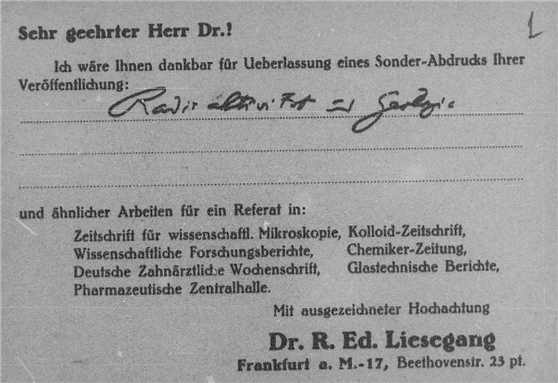 1
Sehr geehrter Herr Dr.!
Ich wäre Ihnen dankbar für Ueberlassung eines Sonder-Abdrucks Ihrer
Veröffentlichung:
Radioaktivität und Geologie
und ähnlicher Arbeiten für ein Referat in:
Zeitschrift für wissenschaftl. Mikroskopie, Kolloid-Zeitschrift,
Wissenschaftliche Forschungsberichte, Chemiker-Zeitung,
Deutsche Zahnärztliche Wochenschrift, Glastechnische Berichte,
Pharmazeutische Zentralhalle.
Mit ausgezeichneter Hochachtung
Dr. R. Ed. Liesegang
Frankfurt a. M.-17, Beethovenstr. 23 pt.